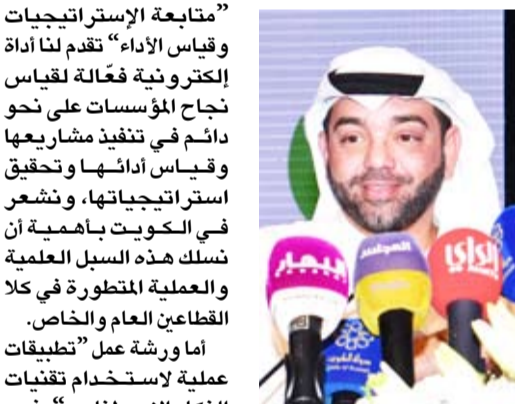 ”متابعة الإستراتيجيات
وقياس الأداء“ تقدم لنا أداة
إلكترونية فعّالة لقياس
نجاح المؤسسات على نحو
دائم في تنفيذ مشاريعها
وقياس أدائها وتحقيق
استراتيجياتها، ونشعر
في الكويت بأهمية أن
نسلك هذه السبل العلمية
والعملية المتطورة في كلا
القطاعين العام والخاص.
أما ورشة عمل ”تطبيقات
عملية لاستخدام تقنيات
الراي
المجلس
النهار